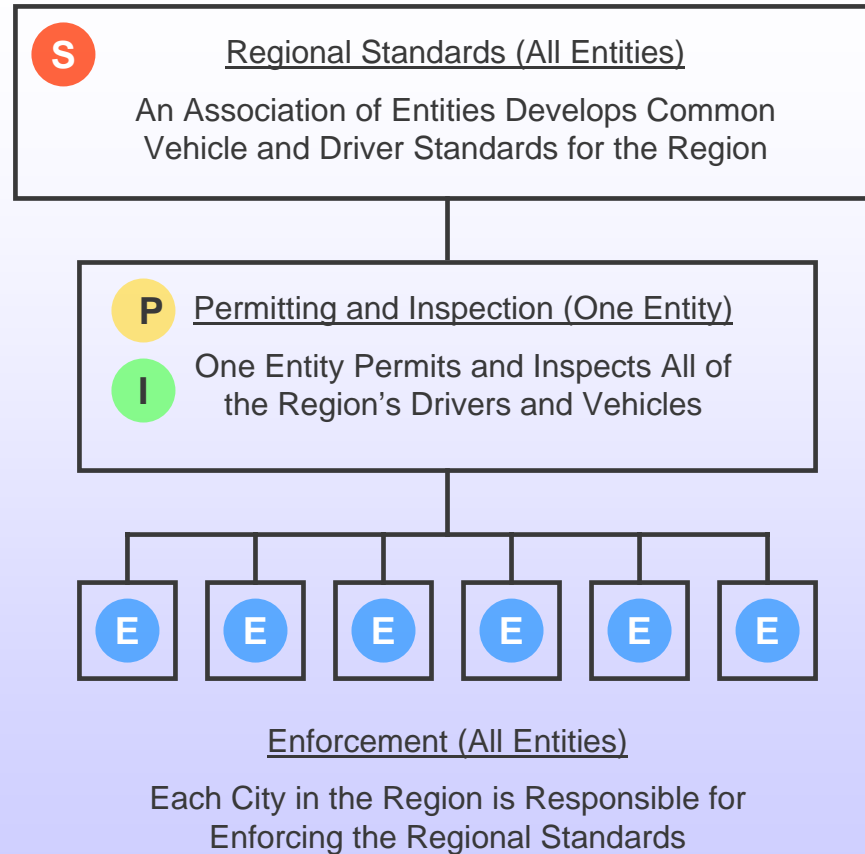 S
Regional Standards (All Entities)
An Association of Entities Develops Common
Vehicle and Driver Standards for the Region
P
Permitting and Inspection (One Entity)
I
One Entity Permits and Inspects All of
the Region’s Drivers and Vehicles
E E E E E E
Enforcement (All Entities)
Each City in the Region is Responsible for
Enforcing the Regional Standards